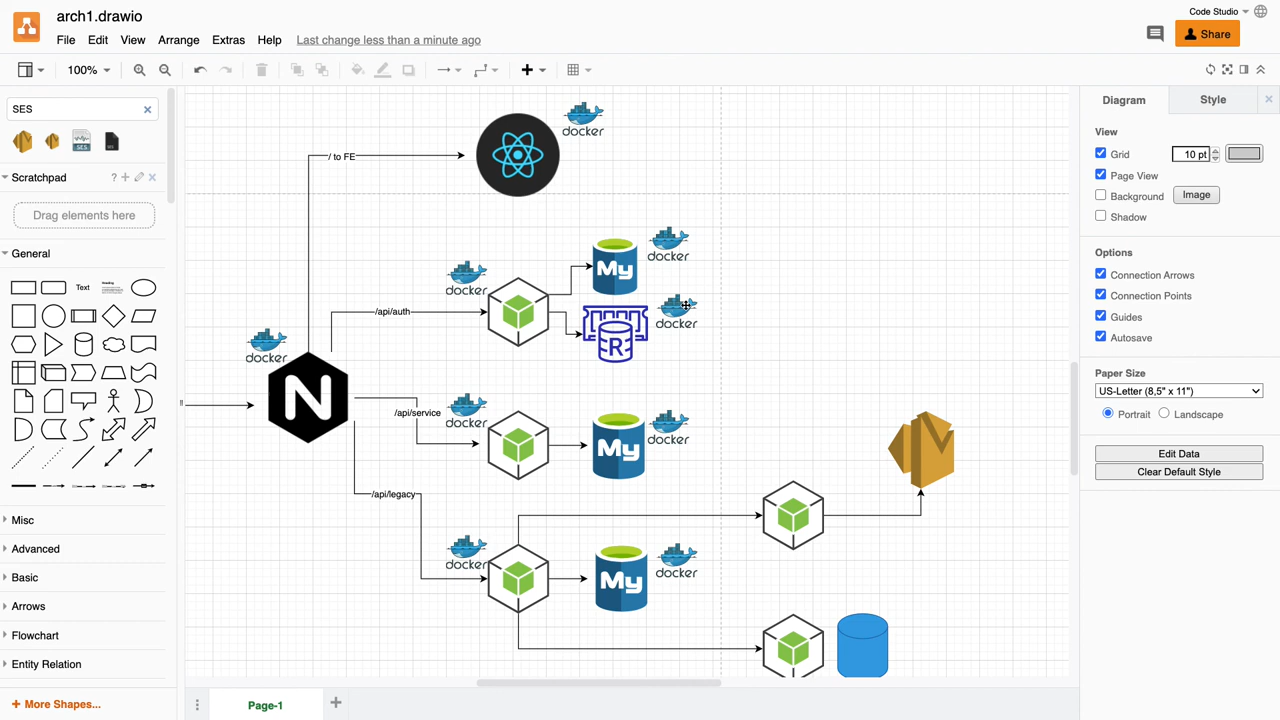 arch1.drawio
Code Studio
File Edit View Arrange Extras Help Last change less than a minute ago
Share
100%
SES
SES
Scratchpad
?
Drag elements here
General
Text
Heading
Misc
Advanced
Basic
Arrows
Flowchart
Entity Relation
+ More Shapes...
docker
/ to FE
docker
My
docker
/api/auth
docker
R
docker
N
/api/service
docker
My
docker
/api/legacy
docker
My
docker
Page-1
Diagram Style
View
Grid 10 pt
Page View
Background Image
Shadow
Options
Connection Arrows
Connection Points
Guides
Autosave
Paper Size
US-Letter (8,5" x 11")
Portrait Landscape
Edit Data
Clear Default Style